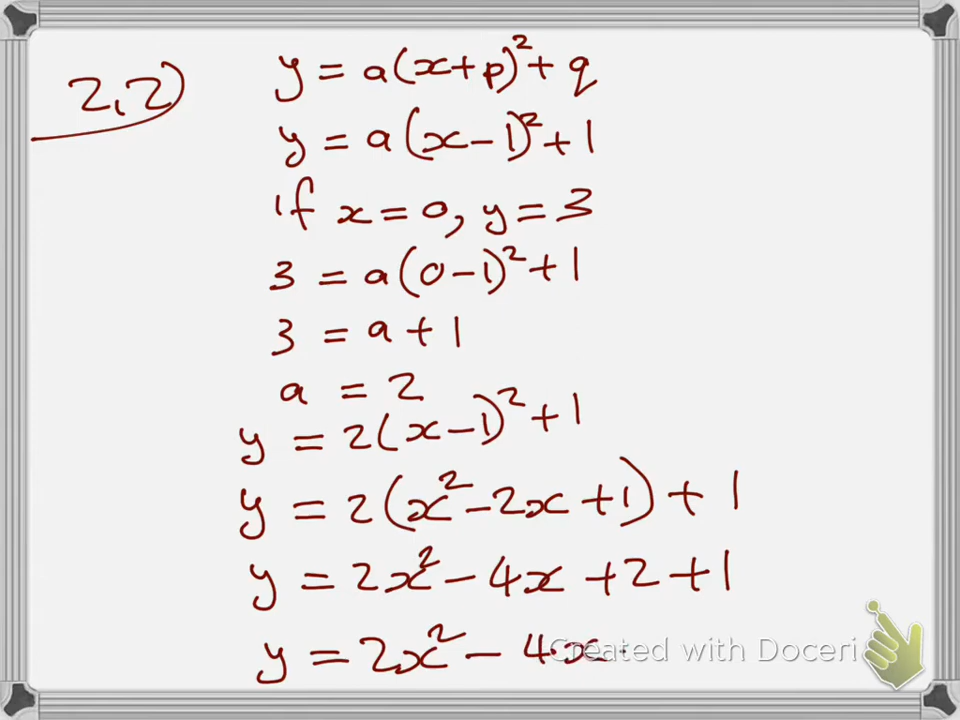 2,2)
y = a(x+p)² + q
y = a(x-1)² + 1
if x = 0, y = 3
3 = a(0-1)² + 1
3 = a + 1
a = 2
y = 2(x-1)² + 1
y = 2(x² - 2x + 1) + 1
y = 2x² - 4x + 2 + 1
y = 2x² - 4x
Created with Doceri